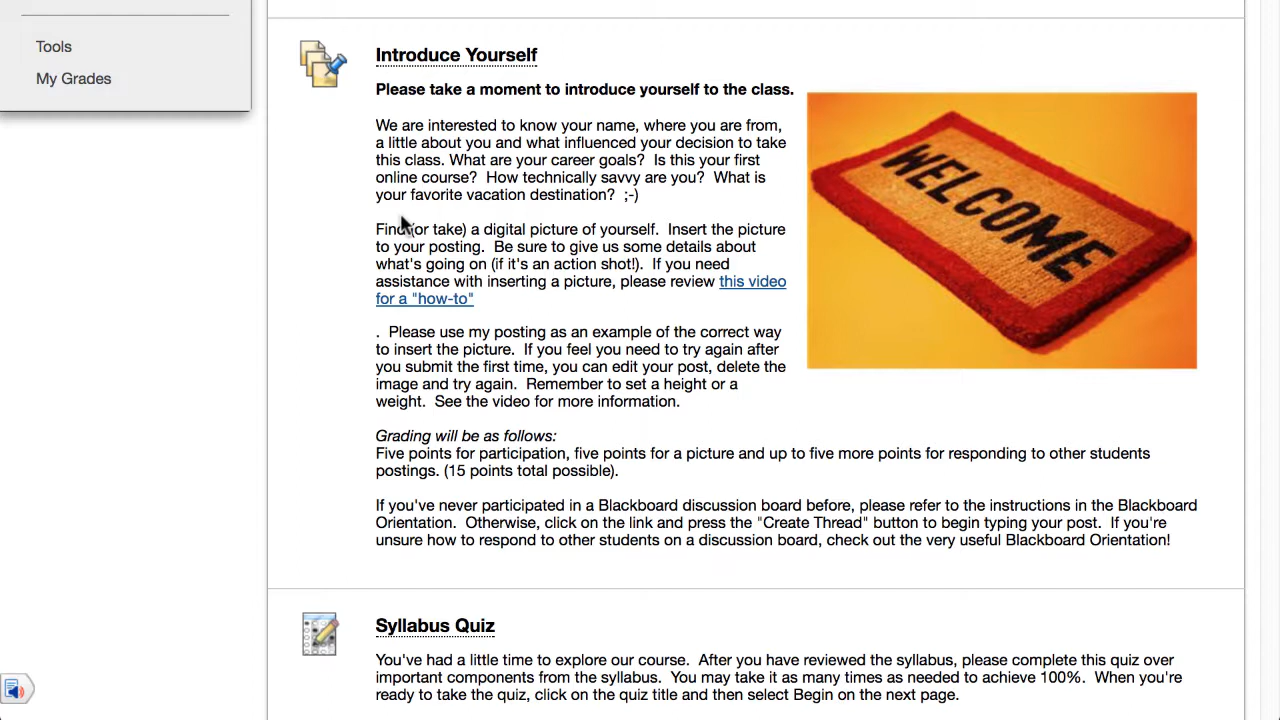 Tools
My Grades
Introduce Yourself
Please take a moment to introduce yourself to the class.
We are interested to know your name, where you are from,
a little about you and what influenced your decision to take
this class. What are your career goals?  Is this your first
online course?  How technically savvy are you?  What is
your favorite vacation destination?  ;-)
Find (or take) a digital picture of yourself.  Insert the picture
to your posting.  Be sure to give us some details about
what's going on (if it's an action shot!).  If you need
assistance with inserting a picture, please review this video
for a "how-to"
.  Please use my posting as an example of the correct way
to insert the picture.  If you feel you need to try again after
you submit the first time, you can edit your post, delete the
image and try again.  Remember to set a height or a
weight.  See the video for more information.
WELCOME
Grading will be as follows:
Five points for participation, five points for a picture and up to five more points for responding to other students
postings. (15 points total possible).
If you've never participated in a Blackboard discussion board before, please refer to the instructions in the Blackboard
Orientation.  Otherwise, click on the link and press the "Create Thread" button to begin typing your post.  If you're
unsure how to respond to other students on a discussion board, check out the very useful Blackboard Orientation!
Syllabus Quiz
You've had a little time to explore our course.  After you have reviewed the syllabus, please complete this quiz over
important components from the syllabus.  You may take it as many times as needed to achieve 100%.  When you're
ready to take the quiz, click on the quiz title and then select Begin on the next page.